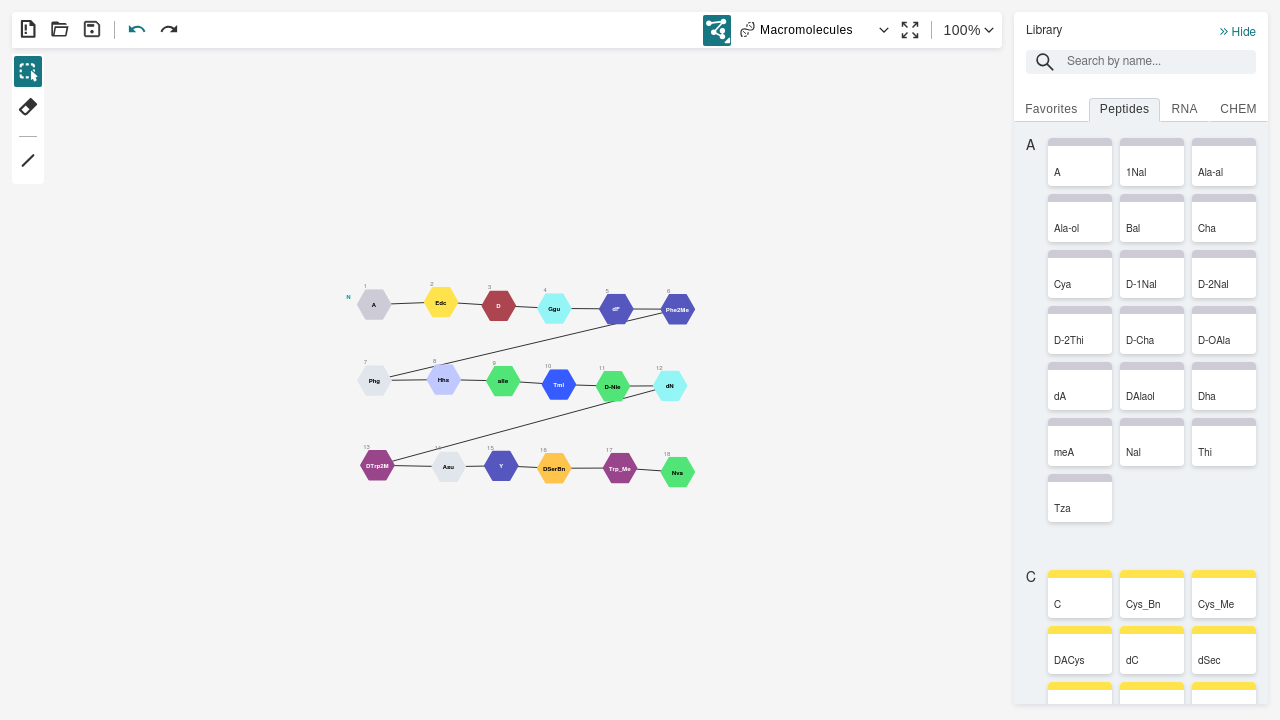 Macromolecules
100%
Library
Hide
Search by name...
Favorites Peptides RNA CHEM
A
A 1Nal Ala-al
Ala-ol Bal Cha
Cya D-1Nal D-2Nal
D-2Thi D-Cha D-OAla
dA DAlaol Dha
meA Nal Thi
Tza
C
C Cys_Bn Cys_Me
DACys dC dSec
1 2 3 4 5 6
N A Edc D Ggu dF Phe2Me
7 8 9 10 11 12
Phg Hhs aIle Tml D-Nle dN
13 14 15 16 17 18
DTrp2M Asu Y DSerBn Trp_Me Nva